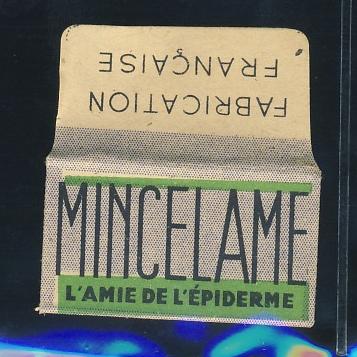 FABRICATION
FRANÇAISE
MINCELAME
L'AMIE DE L'ÉPIDERME